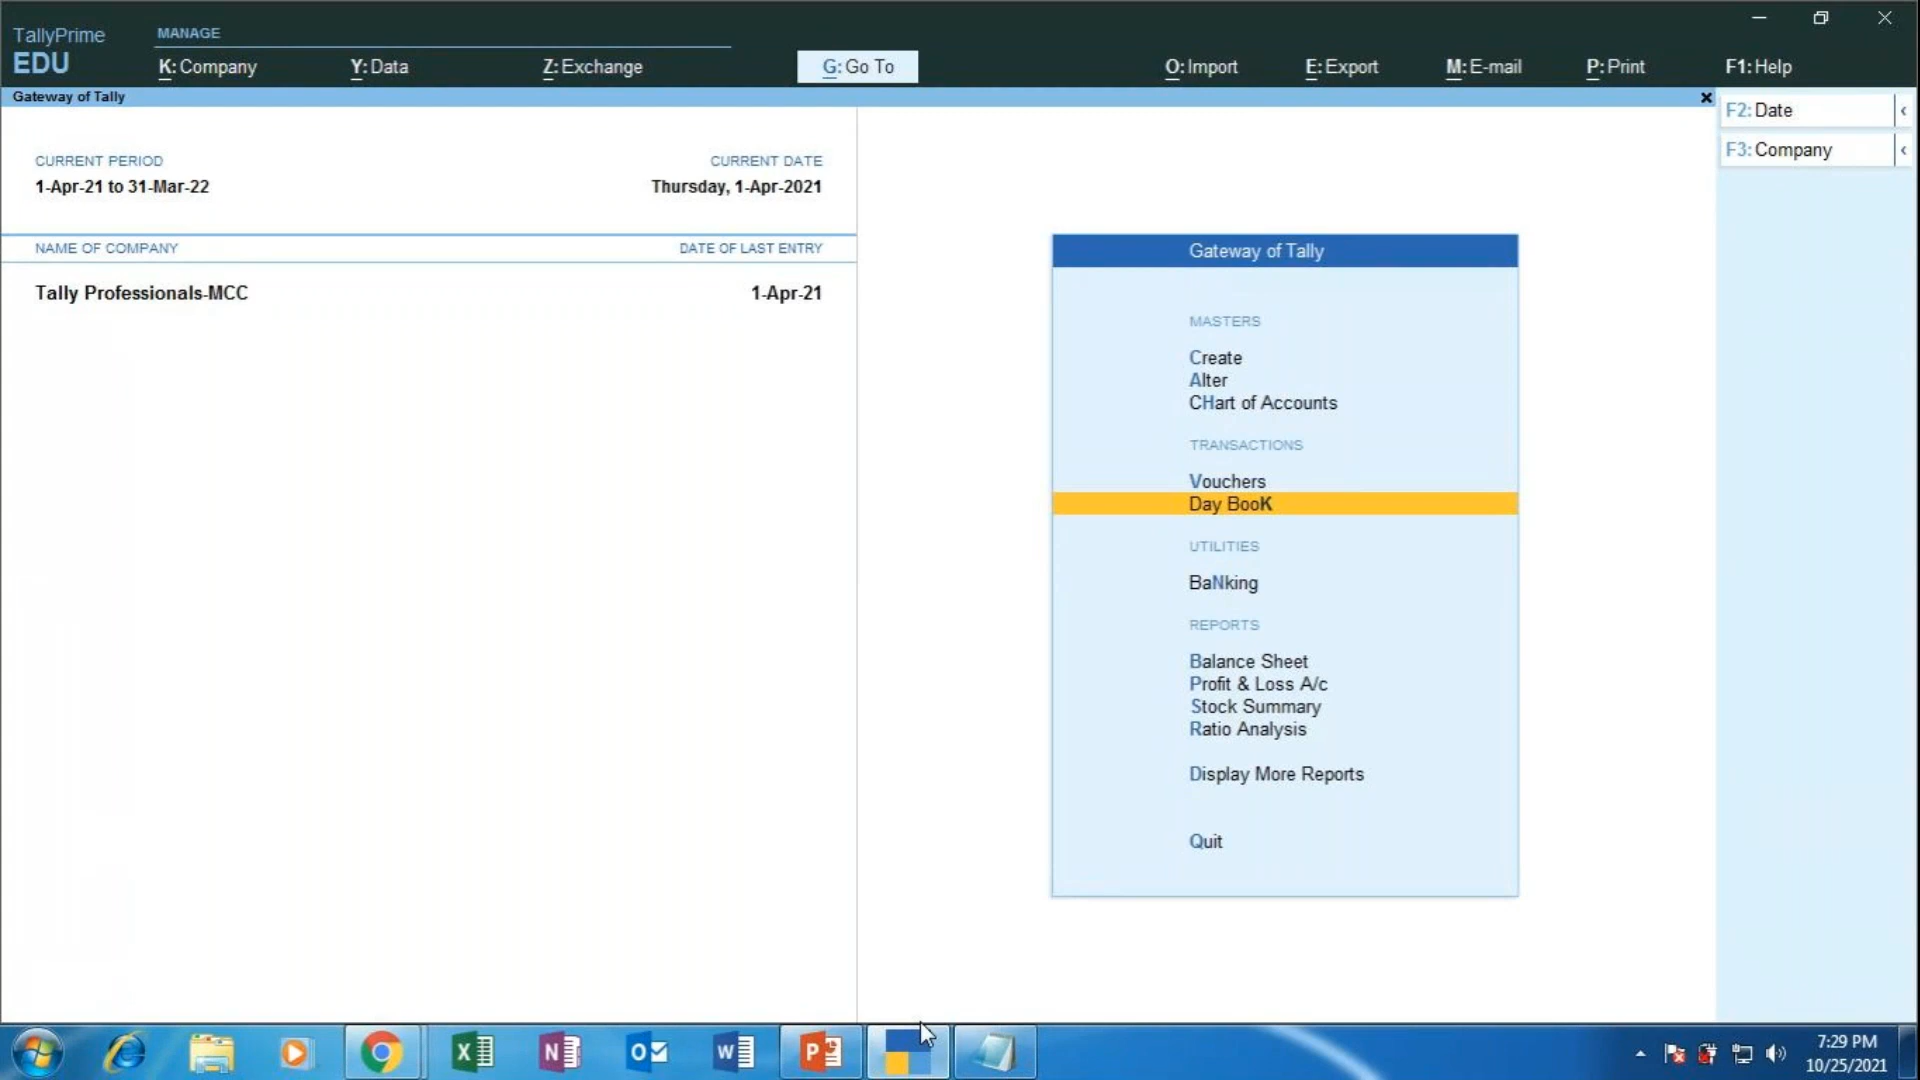 TallyPrime
EDU
MANAGE
K: Company
Y: Data
Z: Exchange
G: Go To
O: Import
E: Export
M: E-mail
P: Print
F1: Help
Gateway of Tally
F2: Date
F3: Company
CURRENT PERIOD
CURRENT DATE
1-Apr-21 to 31-Mar-22
Thursday, 1-Apr-2021
NAME OF COMPANY
DATE OF LAST ENTRY
Tally Professionals-MCC
1-Apr-21
Gateway of Tally
MASTERS
Create
Alter
CHart of Accounts
TRANSACTIONS
Vouchers
Day BooK
UTILITIES
BaNking
REPORTS
Balance Sheet
Profit & Loss A/c
Stock Summary
Ratio Analysis
Display More Reports
Quit
7:29 PM
10/25/2021